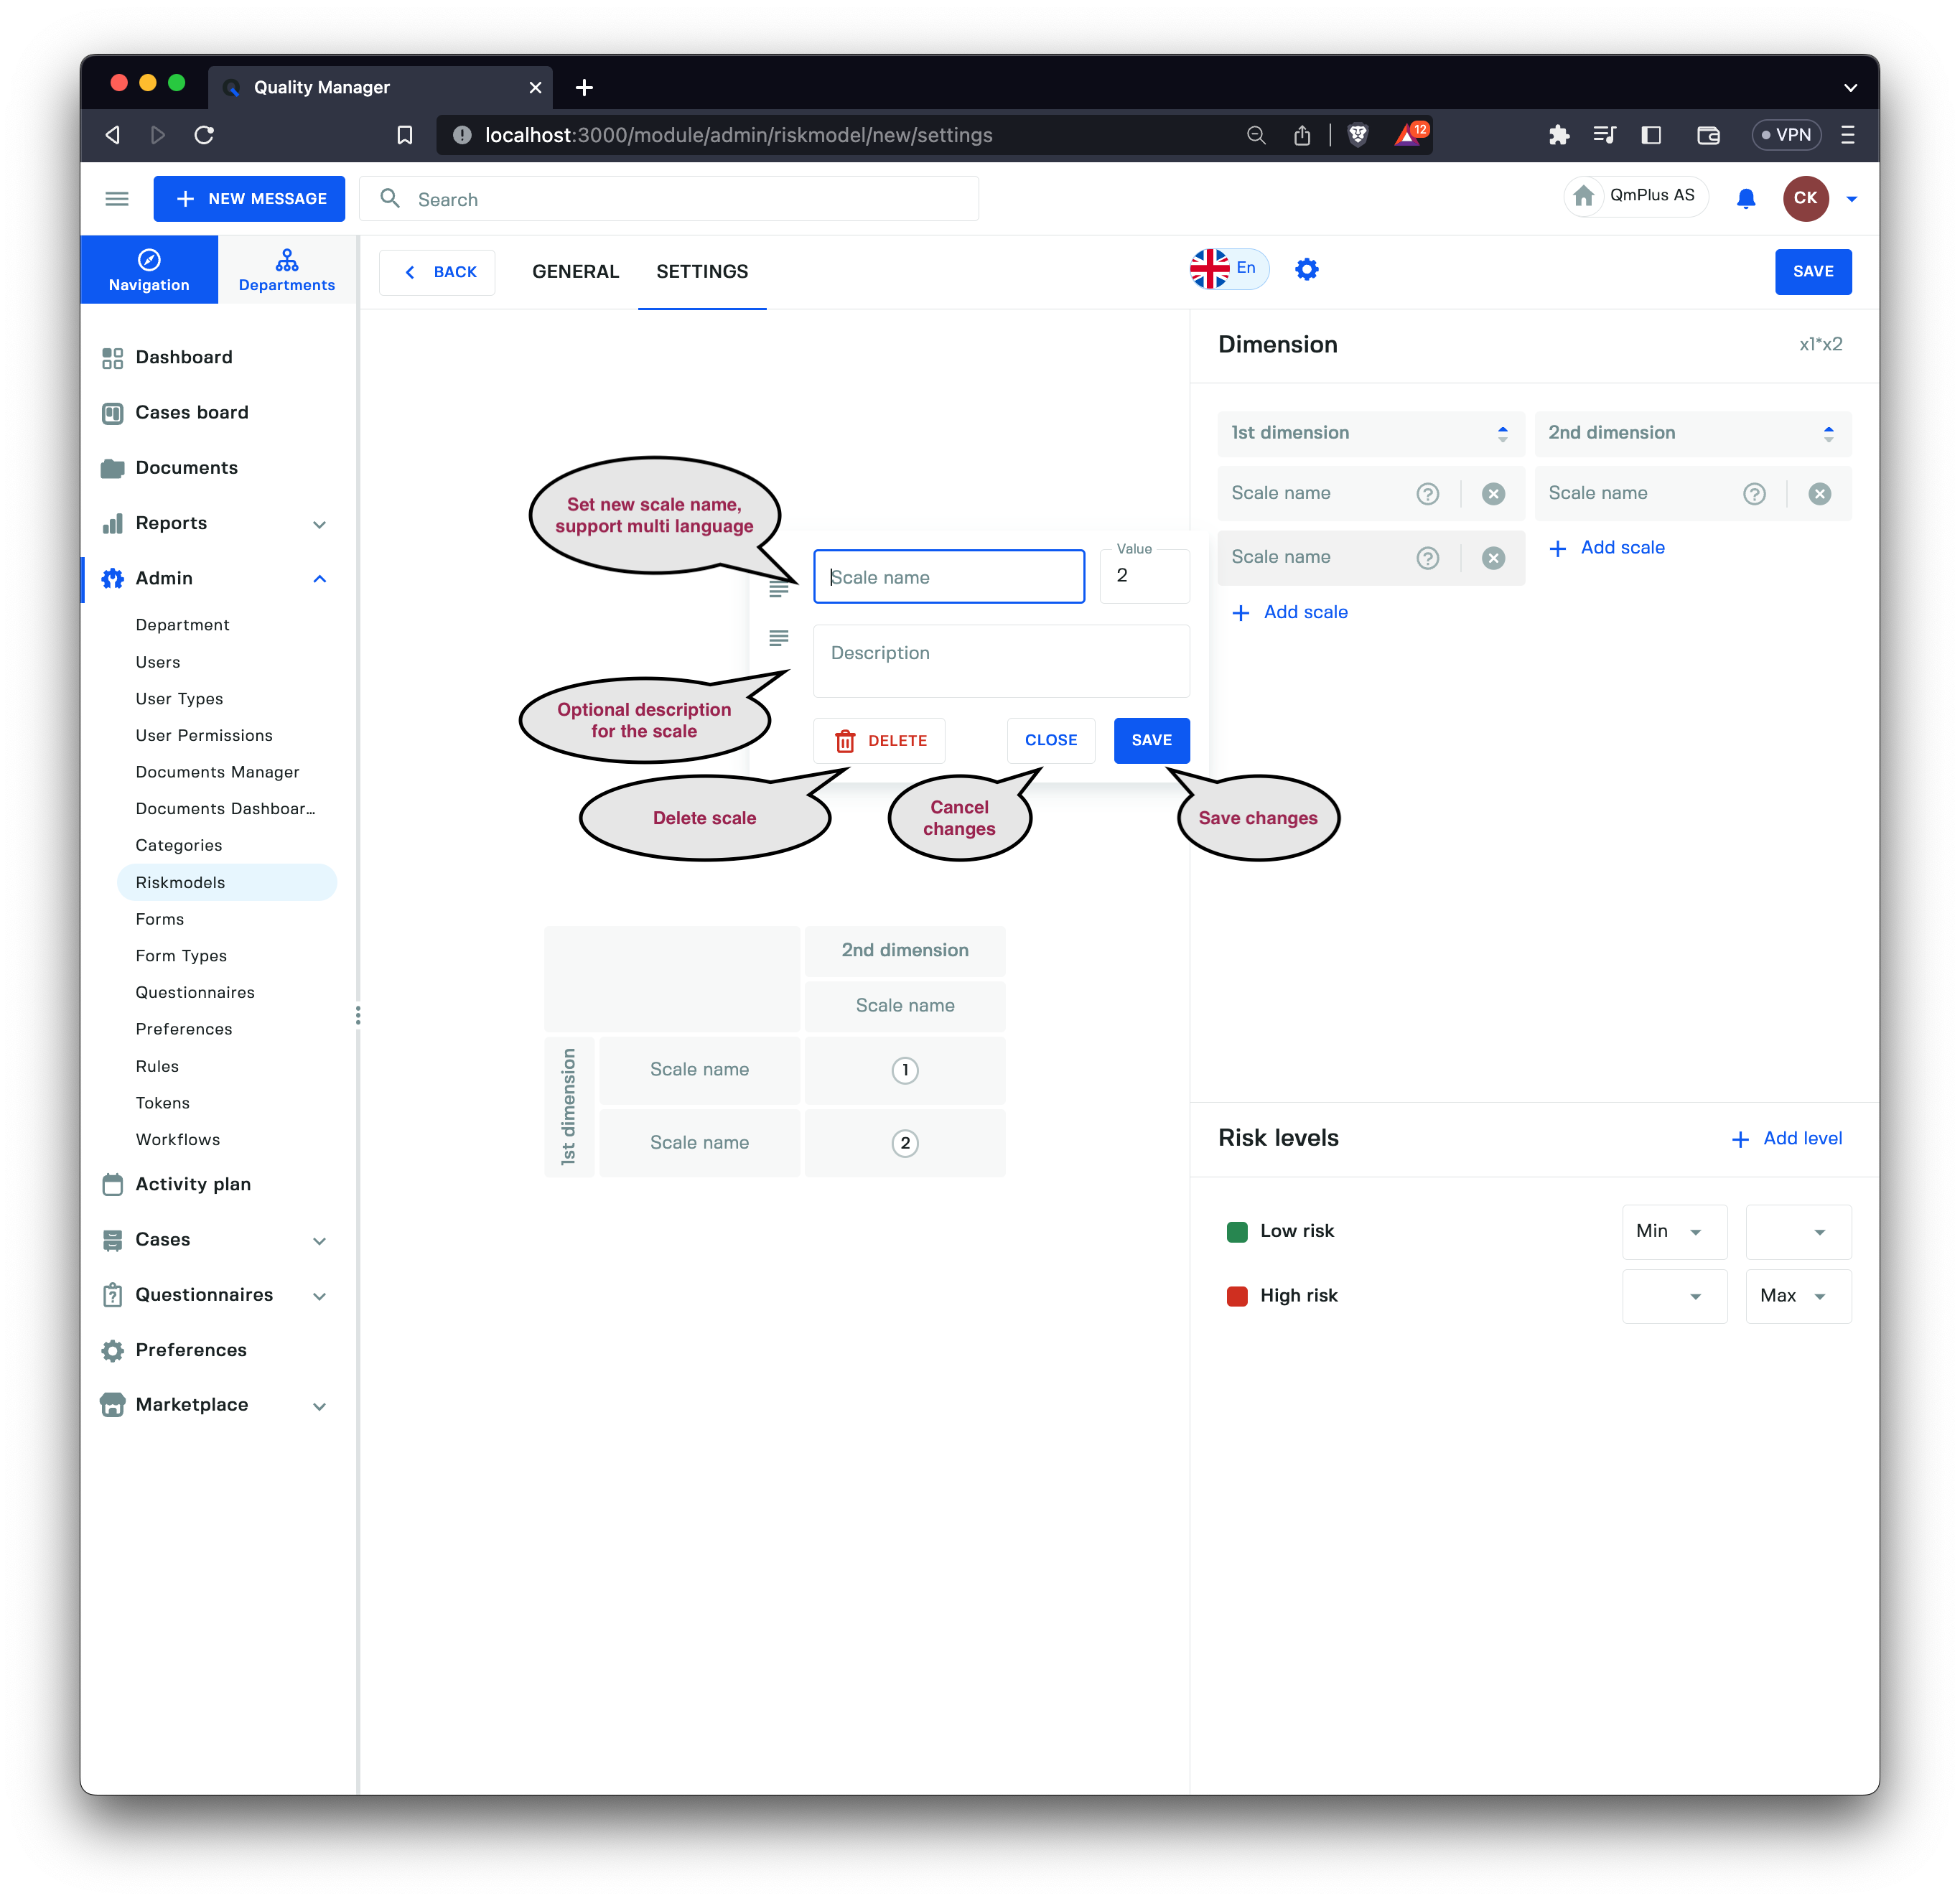 Quality Manager
localhost:3000/module/admin/riskmodel/new/settings
12
VPN
NEW MESSAGE
Search
QmPlus AS
CK
Navigation
Departments
BACK
GENERAL
SETTINGS
En
SAVE
Dashboard
Cases board
Documents
Reports
Admin
Department
Users
User Types
User Permissions
Documents Manager
Documents Dashboar...
Categories
Riskmodels
Forms
Form Types
Questionnaires
Preferences
Rules
Tokens
Workflows
Activity plan
Cases
Questionnaires
Preferences
Marketplace
Set new scale name,
support multi language
Scale name
Value
2
Description
Optional description
for the scale
DELETE
CLOSE
SAVE
Delete scale
Cancel
changes
Save changes
2nd dimension
Scale name
1st dimension
Scale name
1
Scale name
2
Dimension
x1*x2
1st dimension
2nd dimension
Scale name
Scale name
Scale name
Add scale
Add scale
Risk levels
Add level
Low risk
Min
High risk
Max